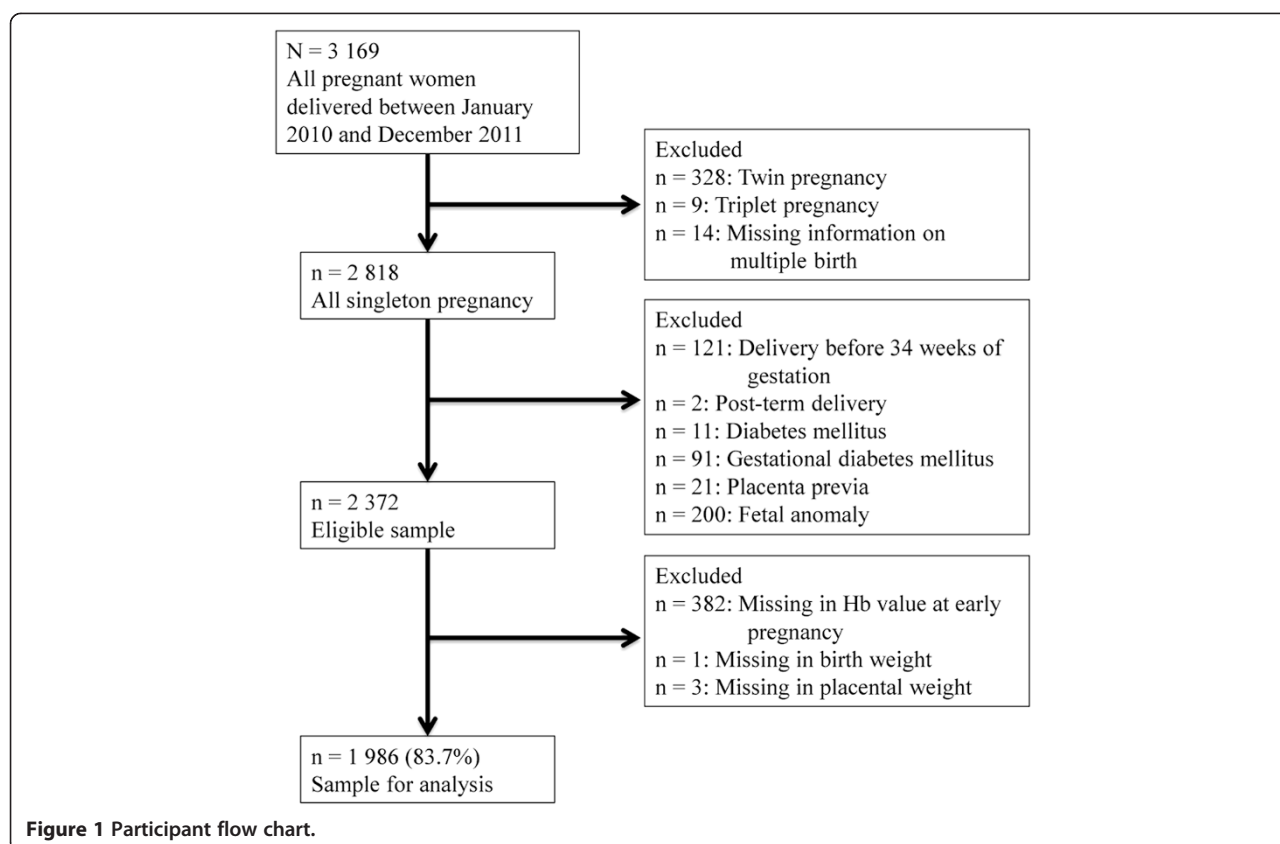 N = 3 169
All pregnant women
delivered between January
2010 and December 2011
Excluded
n = 328: Twin pregnancy
n = 9: Triplet pregnancy
n = 14: Missing information on
multiple birth
n = 2 818
All singleton pregnancy
Excluded
n = 121: Delivery before 34 weeks of
gestation
n = 2: Post-term delivery
n = 11: Diabetes mellitus
n = 91: Gestational diabetes mellitus
n = 21: Placenta previa
n = 200: Fetal anomaly
n = 2 372
Eligible sample
Excluded
n = 382: Missing in Hb value at early
pregnancy
n = 1: Missing in birth weight
n = 3: Missing in placental weight
n = 1 986 (83.7%)
Sample for analysis
Figure 1 Participant flow chart.